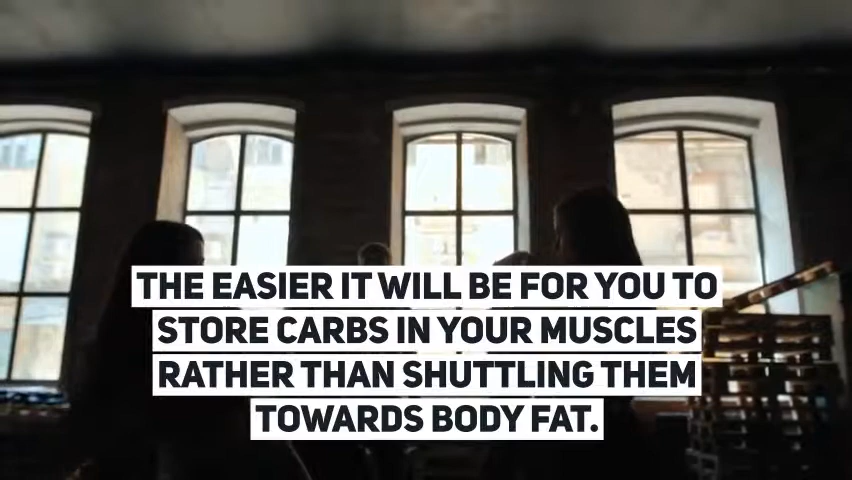 THE EASIER IT WILL BE FOR YOU TO
STORE CARBS IN YOUR MUSCLES
RATHER THAN SHUTTLING THEM
TOWARDS BODY FAT.